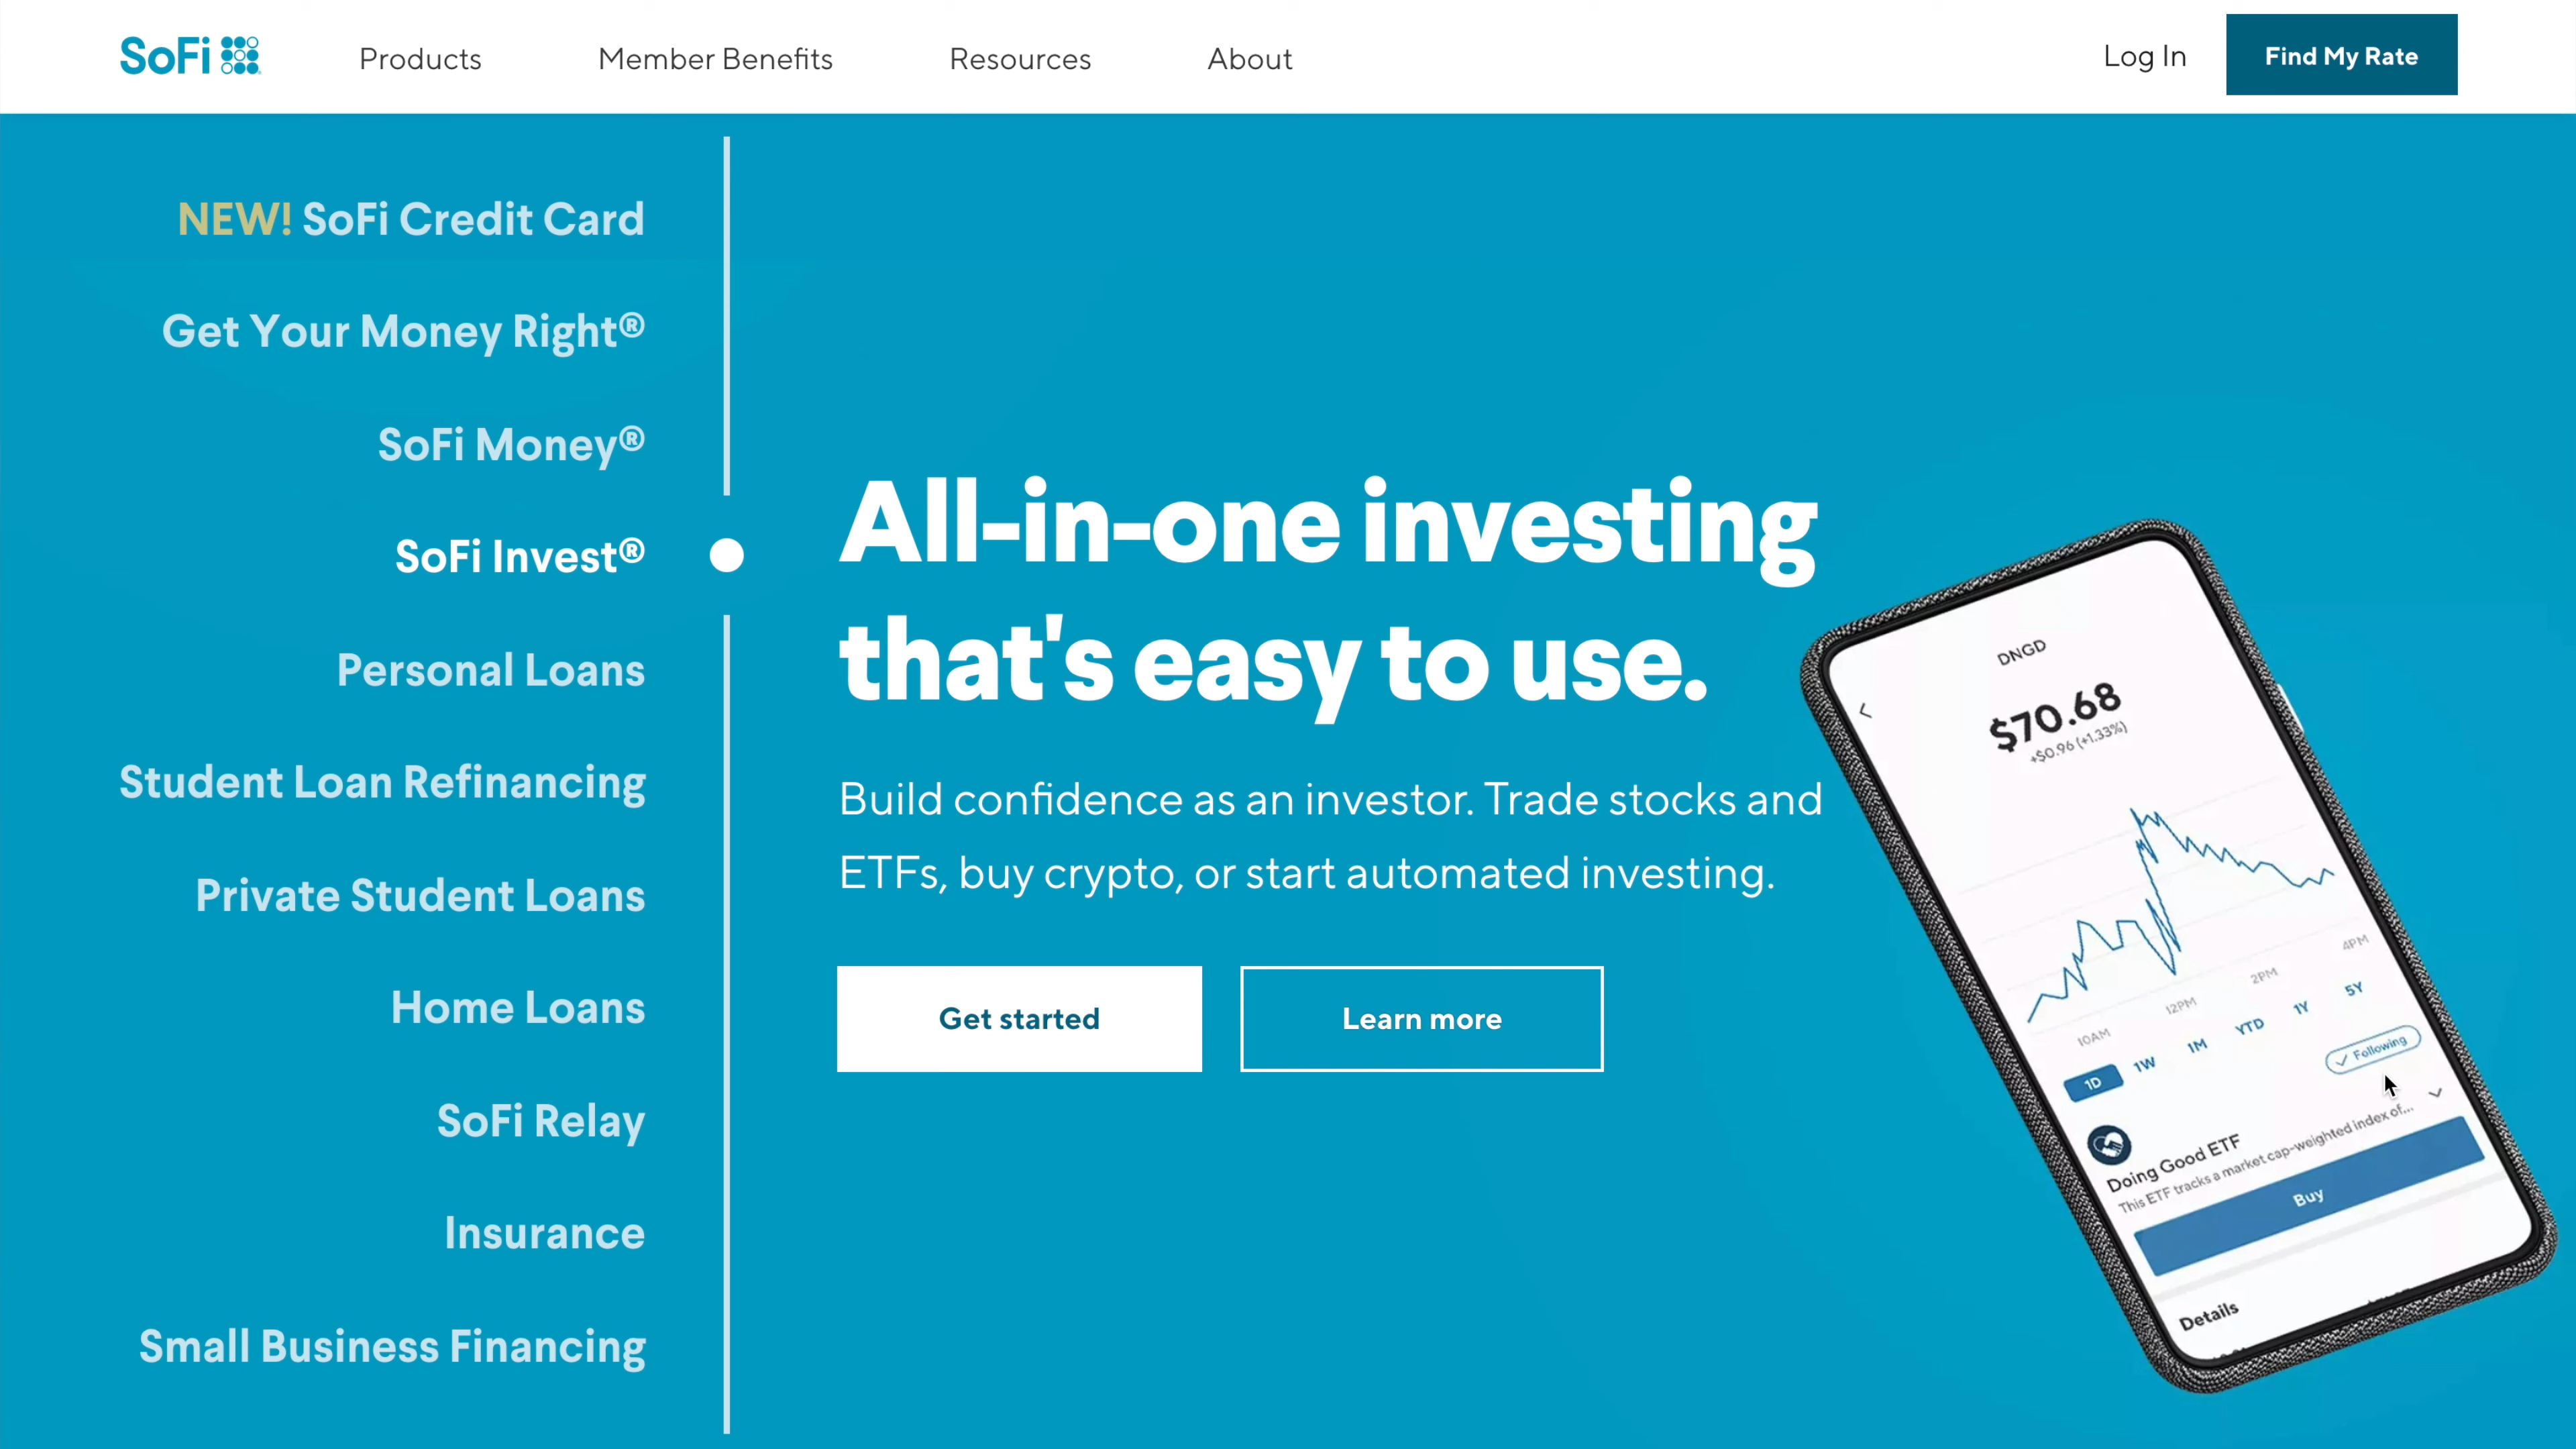 SoFi
Products
Member Benefits
Resources
About
Log In
Find My Rate
NEW! SoFi Credit Card
Get Your Money Right®
SoFi Money®
SoFi Invest®
Personal Loans
Student Loan Refinancing
Private Student Loans
Home Loans
SoFi Relay
Insurance
Small Business Financing
All-in-one investing
that's easy to use.
Build confidence as an investor. Trade stocks and
ETFs, buy crypto, or start automated investing.
Get started
Learn more
DNGD
$70.68
+$0.96 (+1.33%)
10AM 12PM 2PM 4PM
1D 1W 1M YTD 1Y 5Y
Following
Doing Good ETF
This ETF tracks a market cap-weighted index of...
Buy
Details